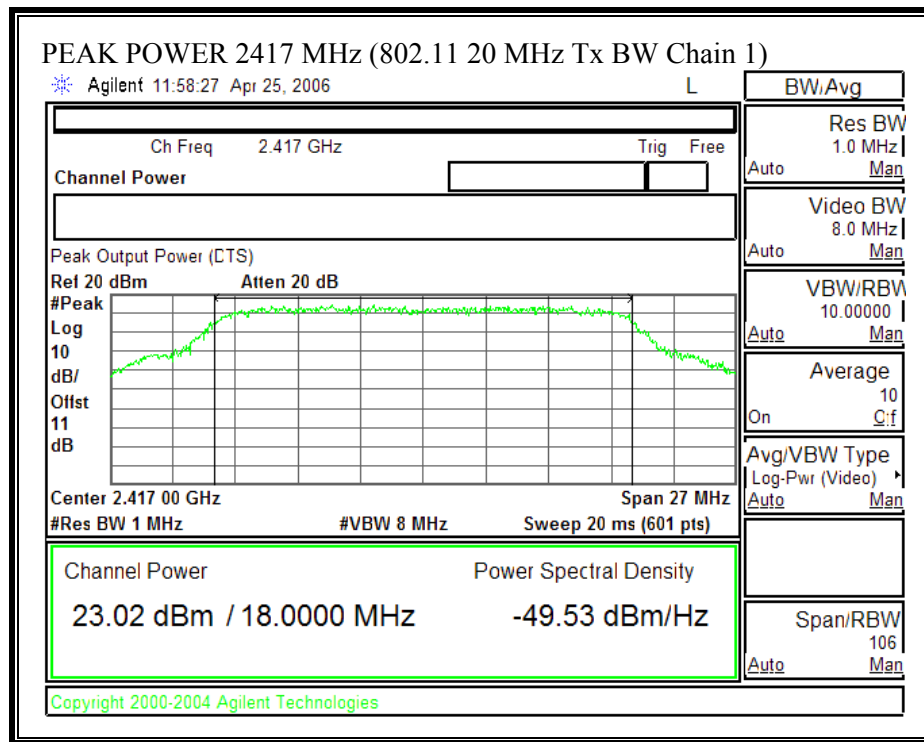 PEAK POWER 2417 MHz (802.11 20 MHz Tx BW Chain 1)
Agilent 11:58:27 Apr 25, 2006 L
BW/Avg
Ch Freq 2.417 GHz Trig Free
Channel Power
Peak Output Power (DTS)
Ref 20 dBm Atten 20 dB
#Peak
Log
10
dB/
Offst
11
dB
Center 2.417 00 GHz Span 27 MHz
#Res BW 1 MHz #VBW 8 MHz Sweep 20 ms (601 pts)
Channel Power Power Spectral Density
23.02 dBm / 18.0000 MHz -49.53 dBm/Hz
Copyright 2000-2004 Agilent Technologies
Res BW
1.0 MHz
Auto Man
Video BW
8.0 MHz
Auto Man
VBW/RBW
10.00000
Auto Man
Average
10
On Off
Avg/VBW Type
Log-Pwr (Video)
Auto Man
Span/RBW
106
Auto Man